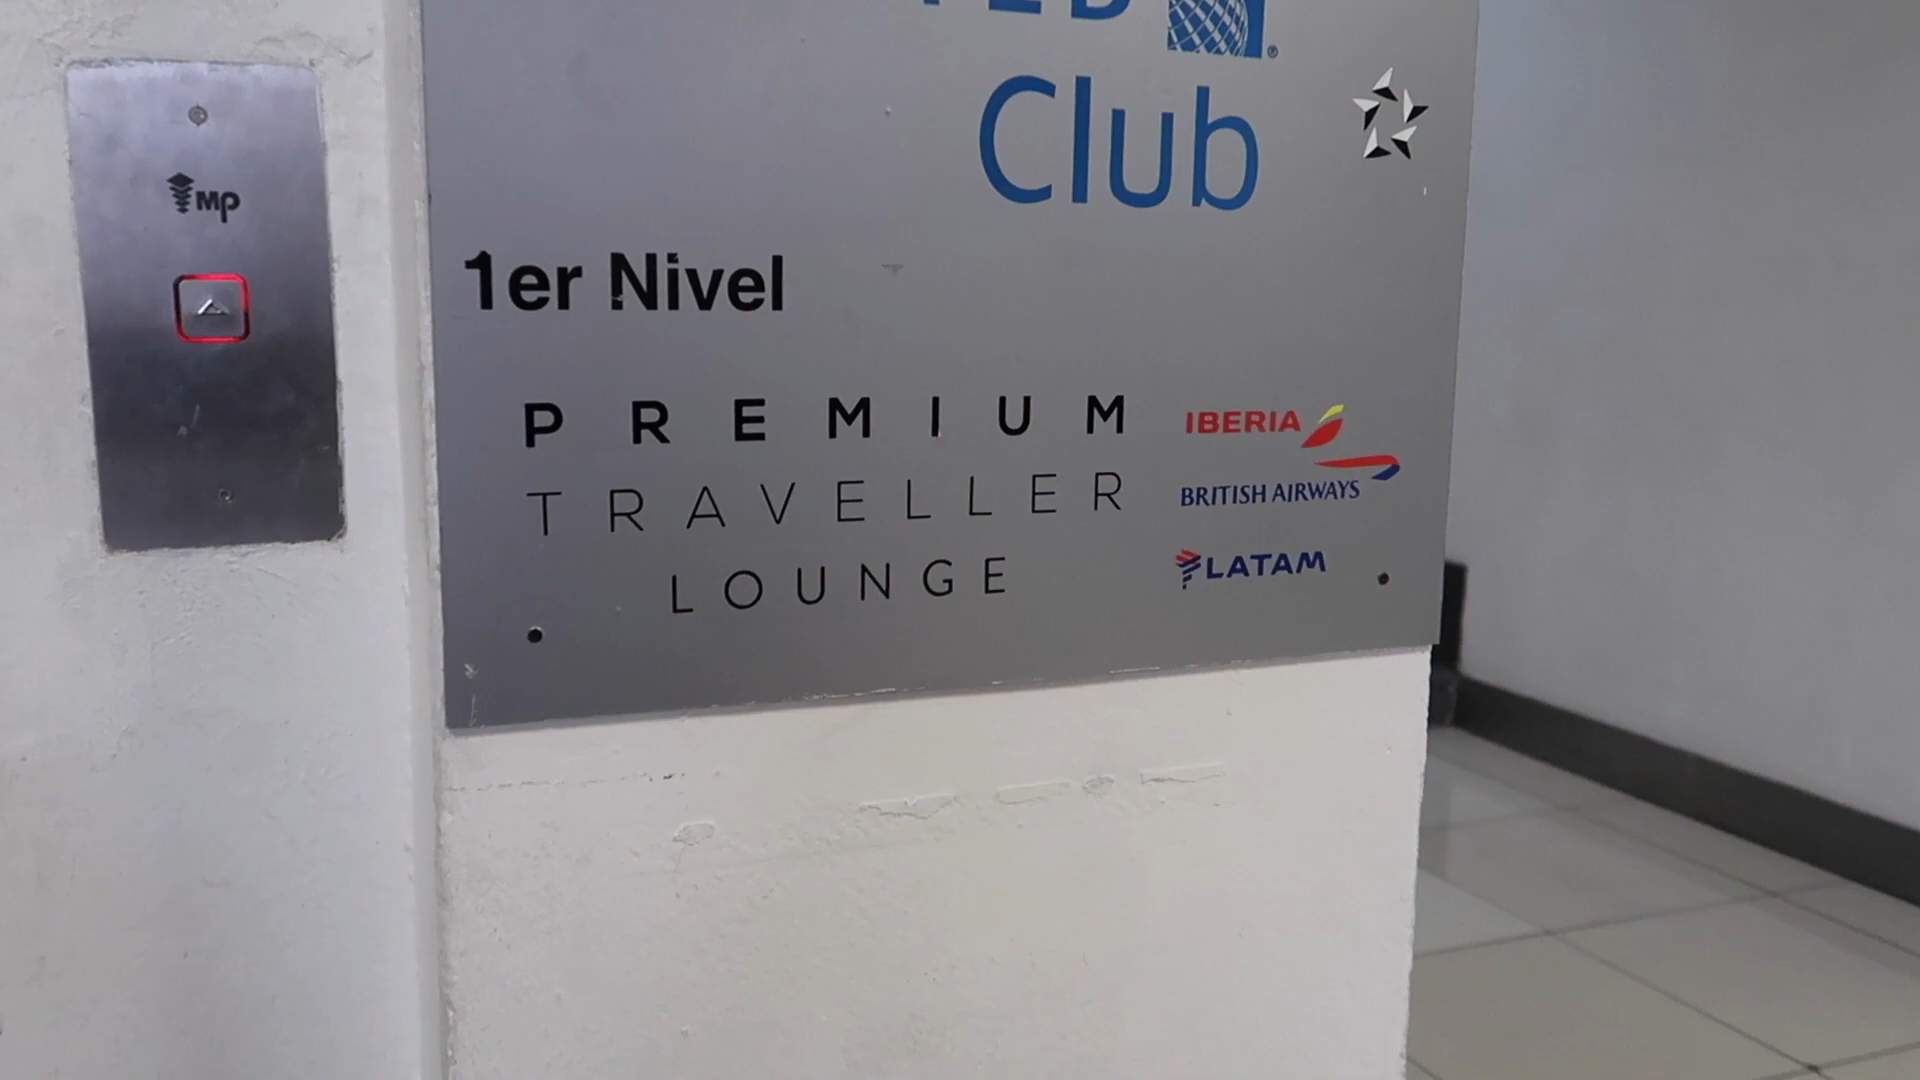 Club
®
mp
1er Nivel
PREMIUM
TRAVELLER
LOUNGE
IBERIA
BRITISH AIRWAYS
LATAM